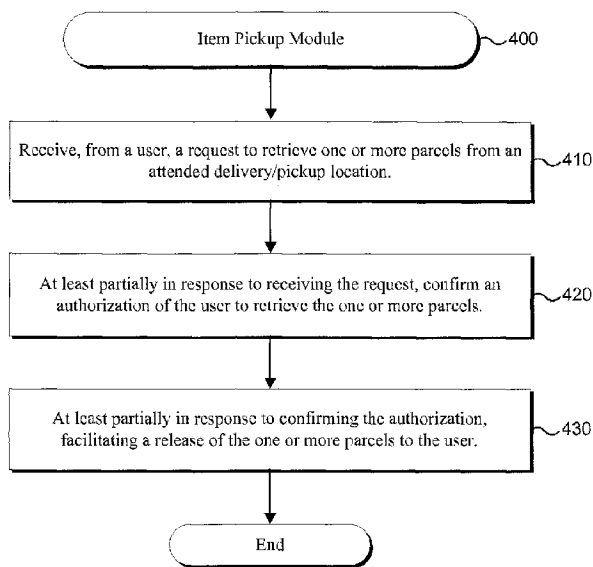 Item Pickup Module
400
Receive, from a user, a request to retrieve one or more parcels from an
attended delivery/pickup location.
410
At least partially in response to receiving the request, confirm an
authorization of the user to retrieve the one or more parcels.
420
At least partially in response to confirming the authorization,
facilitating a release of the one or more parcels to the user.
430
End